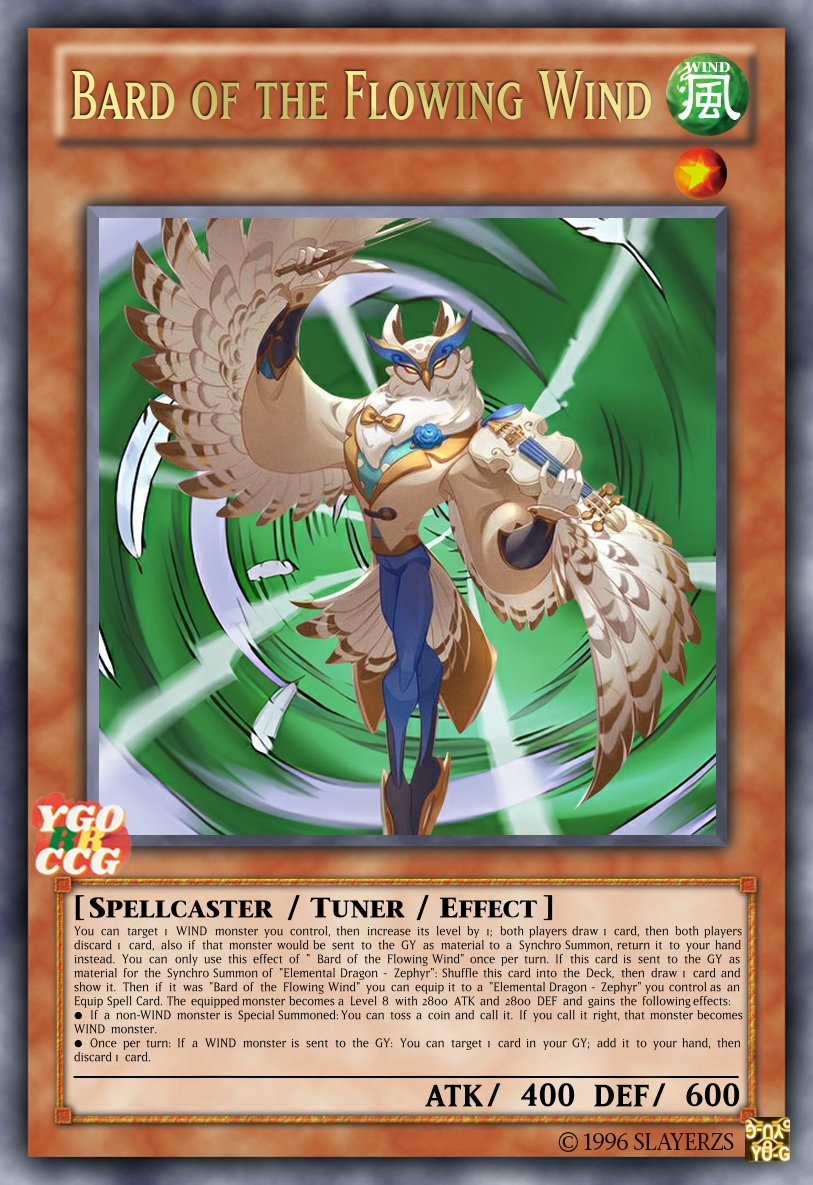 BARD OF THE FLOWING WIND
WIND
風
YGO
RR
CCG
[ SPELLCASTER / TUNER / EFFECT ]
You can target 1 WIND monster you control, then increase its level by 1; both players draw 1 card, then both players
discard 1 card, also if that monster would be sent to the GY as material to a Synchro Summon, return it to your hand
instead. You can only use this effect of " Bard of the Flowing Wind" once per turn. If this card is sent to the GY as
material for the Synchro Summon of "Elemental Dragon - Zephyr": Shuffle this card into the Deck, then draw 1 card and
show it. Then if it was "Bard of the Flowing Wind" you can equip it to a "Elemental Dragon - Zephyr" you control as an
Equip Spell Card. The equipped monster becomes a Level 8 with 2800 ATK and 2800 DEF and gains the following effects:
● If a non-WIND monster is Special Summoned: You can toss a coin and call it. If you call it right, that monster becomes
WIND monster.
● Once per turn: If a WIND monster is sent to the GY: You can target 1 card in your GY; add it to your hand, then
discard 1 card.
ATK/ 400 DEF/ 600
© 1996 SLAYERZS